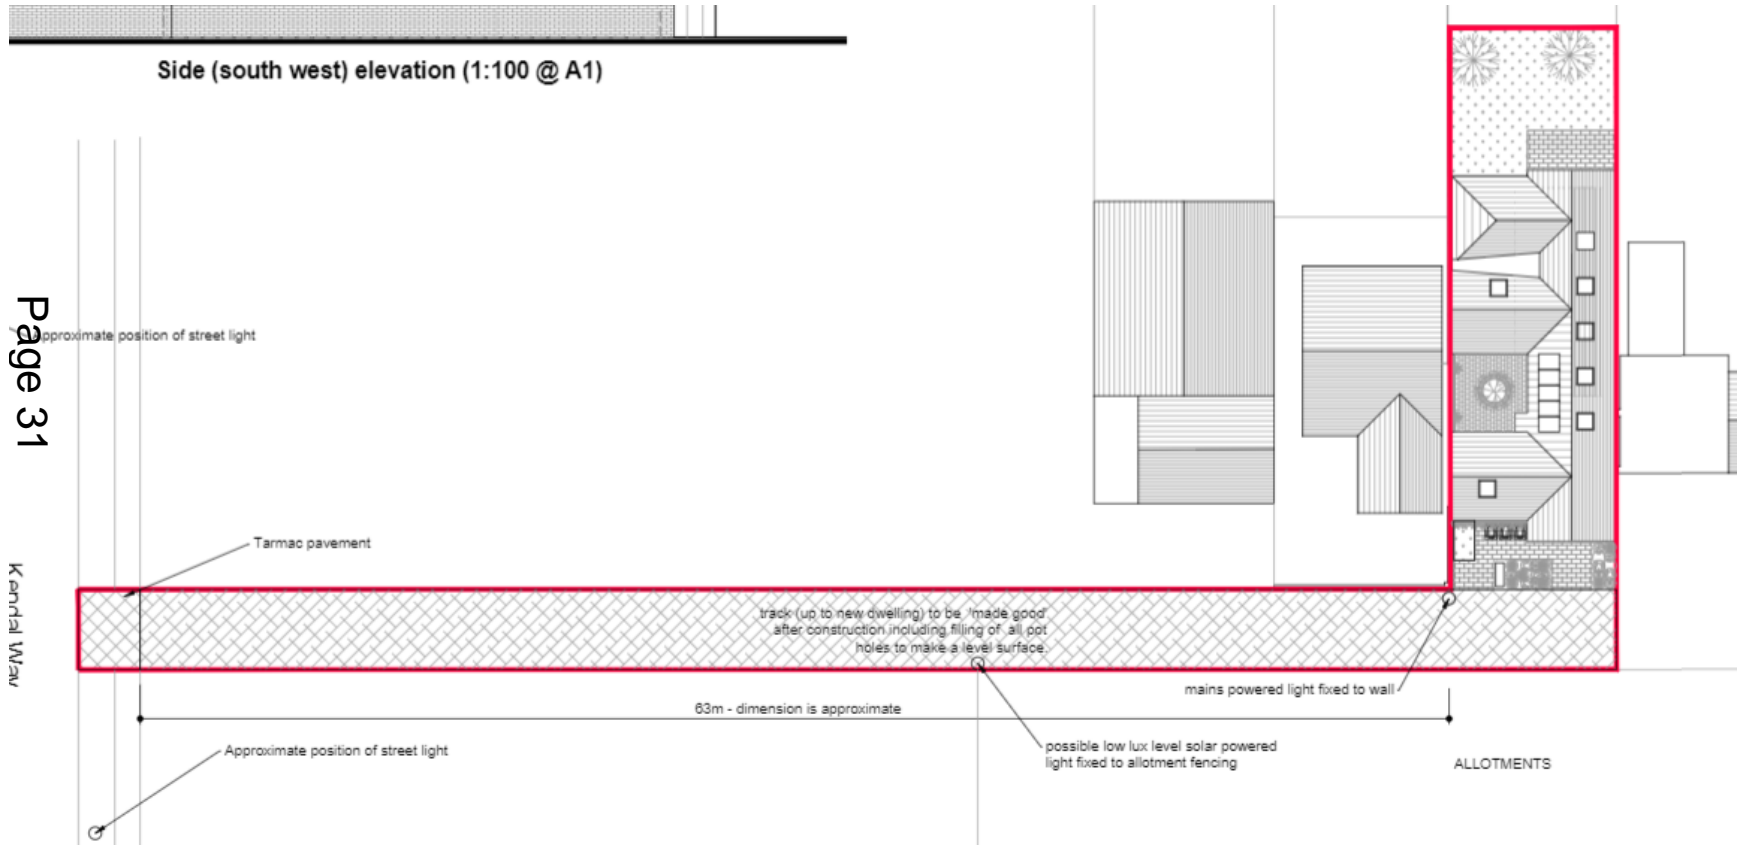 Side (south west) elevation (1:100 @ A1)
Page 31
Approximate position of street light
Tarmac pavement
Kendal Way
track (up to new dwelling) to be 'made good'
after construction including filling of all pot
holes to make a level surface.
mains powered light fixed to wall
63m - dimension is approximate
Approximate position of street light
possible low lux level solar powered
light fixed to allotment fencing
ALLOTMENTS